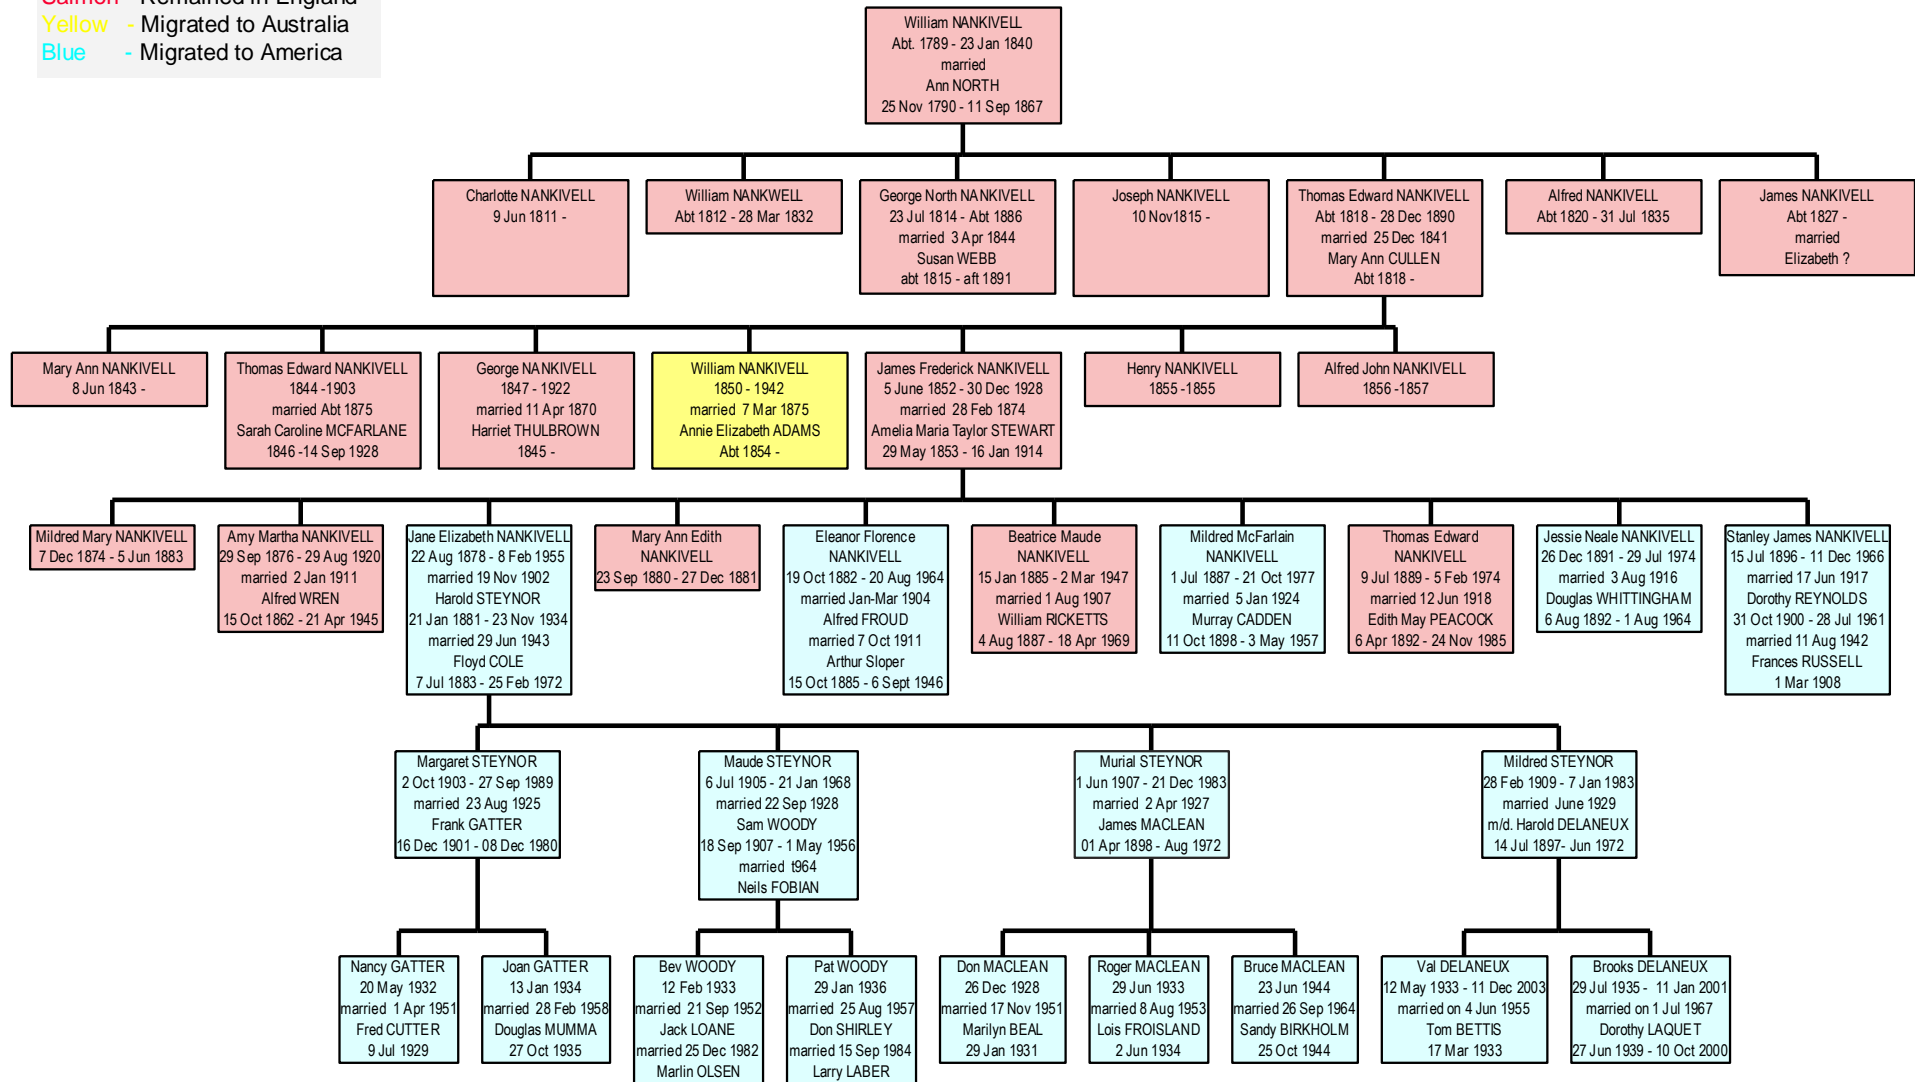 Salmon - Remained in England
Yellow - Migrated to Australia
Blue - Migrated to America
William NANKIVELL
Abt. 1789 - 23 Jan 1840
married
Ann NORTH
25 Nov 1790 - 11 Sep 1867
Charlotte NANKIVELL
9 Jun 1811 -
William NANKWELL
Abt 1812 - 28 Mar 1832
George North NANKIVELL
23 Jul 1814 - Abt 1886
married 3 Apr 1844
Susan WEBB
abt 1815 - aft 1891
Joseph NANKIVELL
10 Nov1815 -
Thomas Edward NANKIVELL
Abt 1818 - 28 Dec 1890
married 25 Dec 1841
Mary Ann CULLEN
Abt 1818 -
Alfred NANKIVELL
Abt 1820 - 31 Jul 1835
James NANKIVELL
Abt 1827 -
married
Elizabeth ?
Mary Ann NANKIVELL
8 Jun 1843 -
Thomas Edward NANKIVELL
1844 -1903
married Abt 1875
Sarah Caroline MCFARLANE
1846 -14 Sep 1928
George NANKIVELL
1847 - 1922
married 11 Apr 1870
Harriet THULBROWN
1845 -
William NANKIVELL
1850 - 1942
married 7 Mar 1875
Annie Elizabeth ADAMS
Abt 1854 -
James Frederick NANKIVELL
5 June 1852 - 30 Dec 1928
married 28 Feb 1874
Amelia Maria Taylor STEWART
29 May 1853 - 16 Jan 1914
Henry NANKIVELL
1855 -1855
Alfred John NANKIVELL
1856 -1857
Mildred Mary NANKIVELL
7 Dec 1874 - 5 Jun 1883
Amy Martha NANKIVELL
29 Sep 1876 - 29 Aug 1920
married 2 Jan 1911
Alfred WREN
15 Oct 1862 - 21 Apr 1945
Jane Elizabeth NANKIVELL
22 Aug 1878 - 8 Feb 1955
married 19 Nov 1902
Harold STEYNOR
21 Jan 1881 - 23 Nov 1934
married 29 Jun 1943
Floyd COLE
7 Jul 1883 - 25 Feb 1972
Mary Ann Edith
NANKIVELL
23 Sep 1880 - 27 Dec 1881
Eleanor Florence
NANKIVELL
19 Oct 1882 - 20 Aug 1964
married Jan-Mar 1904
Alfred FROUD
married 7 Oct 1911
Arthur Sloper
15 Oct 1885 - 6 Sept 1946
Beatrice Maude
NANKIVELL
15 Jan 1885 - 2 Mar 1947
married 1 Aug 1907
William RICKETTS
4 Aug 1887 - 18 Apr 1969
Mildred McFarlain
NANKIVELL
1 Jul 1887 - 21 Oct 1977
married 5 Jan 1924
Murray CADDEN
11 Oct 1898 - 3 May 1957
Thomas Edward
NANKIVELL
9 Jul 1889 - 5 Feb 1974
married 12 Jun 1918
Edith May PEACOCK
6 Apr 1892 - 24 Nov 1985
Jessie Neale NANKIVELL
26 Dec 1891 - 29 Jul 1974
married 3 Aug 1916
Douglas WHITTINGHAM
6 Aug 1892 - 1 Aug 1964
Stanley James NANKIVELL
15 Jul 1896 - 11 Dec 1966
married 17 Jun 1917
Dorothy REYNOLDS
31 Oct 1900 - 28 Jul 1961
married 11 Aug 1942
Frances RUSSELL
1 Mar 1908
Margaret STEYNOR
2 Oct 1903 - 27 Sep 1989
married 23 Aug 1925
Frank GATTER
16 Dec 1901 - 08 Dec 1980
Maude STEYNOR
6 Jul 1905 - 21 Jan 1968
married 22 Sep 1928
Sam WOODY
18 Sep 1907 - 1 May 1956
married t964
Neils FOBIAN
Murial STEYNOR
1 Jun 1907 - 21 Dec 1983
married 2 Apr 1927
James MACLEAN
01 Apr 1898 - Aug 1972
Mildred STEYNOR
28 Feb 1909 - 7 Jan 1983
married June 1929
m/d. Harold DELANEUX
14 Jul 1897- Jun 1972
Nancy GATTER
20 May 1932
married 1 Apr 1951
Fred CUTTER
9 Jul 1929
Joan GATTER
13 Jan 1934
married 28 Feb 1958
Douglas MUMMA
27 Oct 1935
Bev WOODY
12 Feb 1933
married 21 Sep 1952
Jack LOANE
married 25 Dec 1982
Marlin OLSEN
Pat WOODY
29 Jan 1936
married 25 Aug 1957
Don SHIRLEY
married 15 Sep 1984
Larry LABER
Don MACLEAN
26 Dec 1928
married 17 Nov 1951
Marilyn BEAL
29 Jan 1931
Roger MACLEAN
29 Jun 1933
married 8 Aug 1953
Lois FROISLAND
2 Jun 1934
Bruce MACLEAN
23 Jun 1944
married 26 Sep 1964
Sandy BIRKHOLM
25 Oct 1944
Val DELANEUX
12 May 1933 - 11 Dec 2003
married on 4 Jun 1955
Tom BETTIS
17 Mar 1933
Brooks DELANEUX
29 Jul 1935 - 11 Jan 2001
married on 1 Jul 1967
Dorothy LAQUET
27 Jun 1939 - 10 Oct 2000